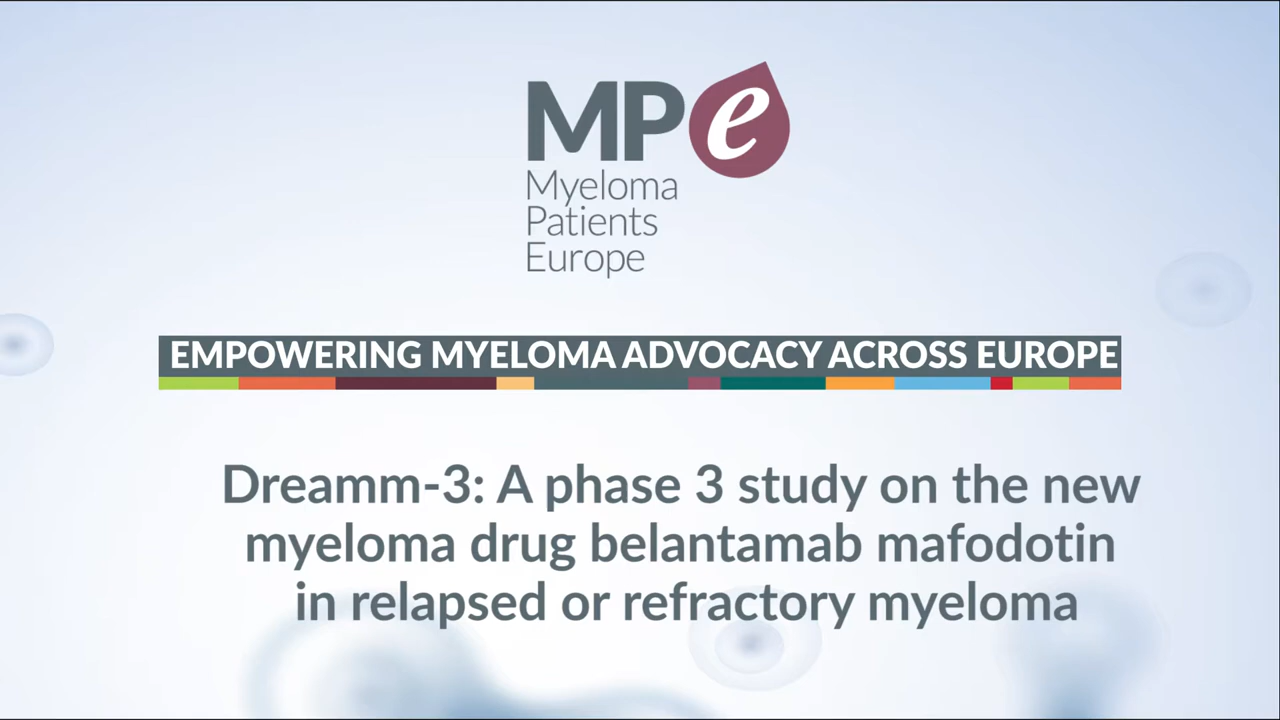 MPe
Myeloma
Patients
Europe
EMPOWERING MYELOMA ADVOCACY ACROSS EUROPE
Dreamm-3: A phase 3 study on the new
myeloma drug belantamab mafodotin
in relapsed or refractory myeloma